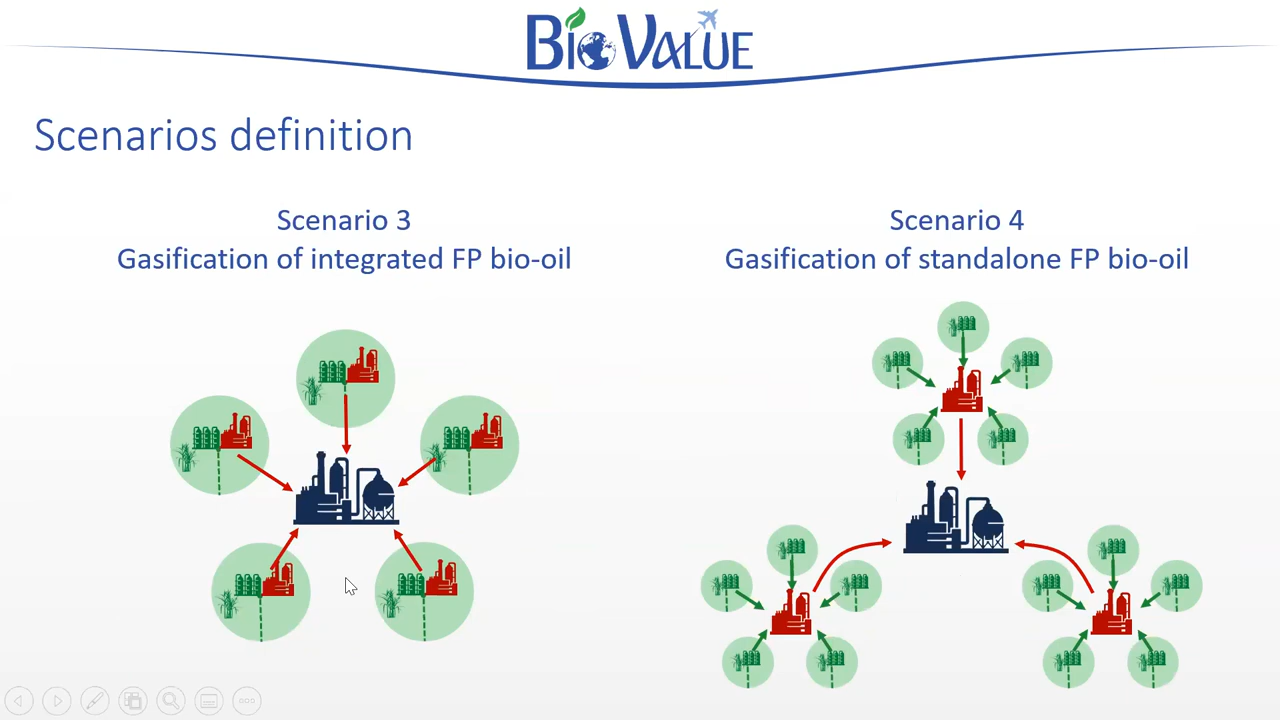 BioValue
Scenarios definition
Scenario 3
Gasification of integrated FP bio-oil
Scenario 4
Gasification of standalone FP bio-oil